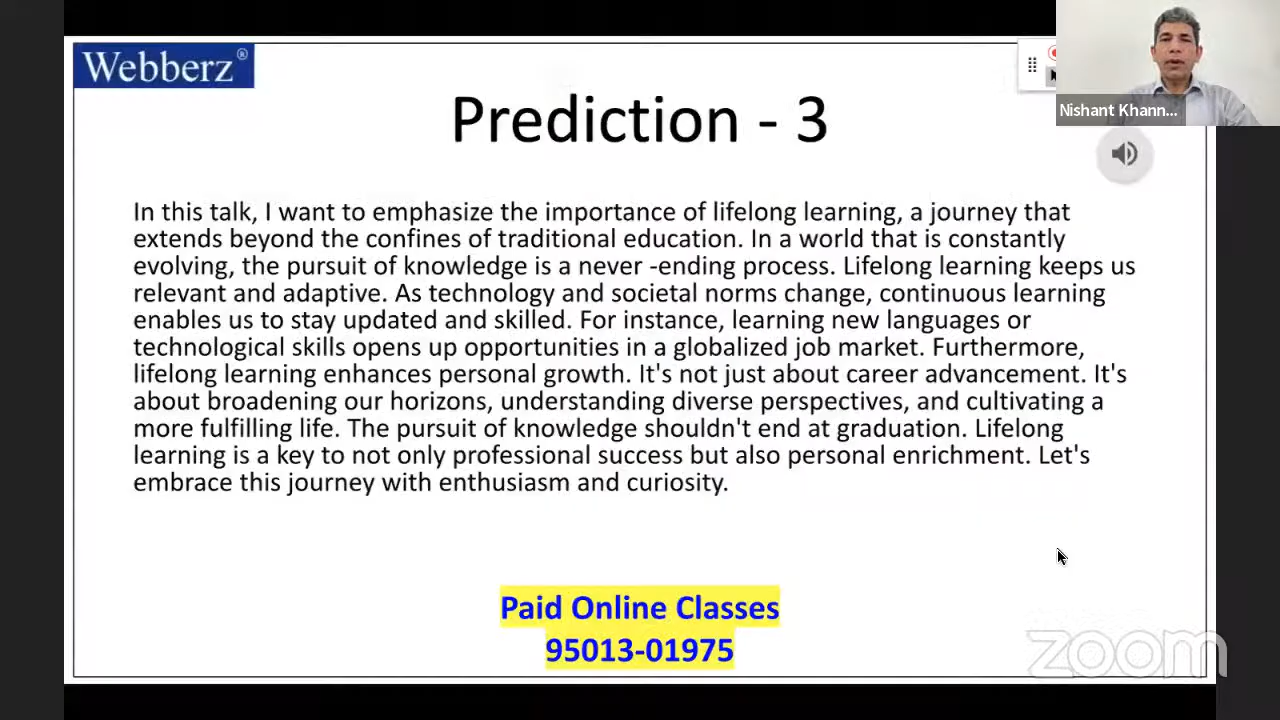 Webberz®
Prediction - 3
Nishant Khann...
In this talk, I want to emphasize the importance of lifelong learning, a journey that
extends beyond the confines of traditional education. In a world that is constantly
evolving, the pursuit of knowledge is a never -ending process. Lifelong learning keeps us
relevant and adaptive. As technology and societal norms change, continuous learning
enables us to stay updated and skilled. For instance, learning new languages or
technological skills opens up opportunities in a globalized job market. Furthermore,
lifelong learning enhances personal growth. It's not just about career advancement. It's
about broadening our horizons, understanding diverse perspectives, and cultivating a
more fulfilling life. The pursuit of knowledge shouldn't end at graduation. Lifelong
learning is a key to not only professional success but also personal enrichment. Let's
embrace this journey with enthusiasm and curiosity.
Paid Online Classes
95013-01975
zoom